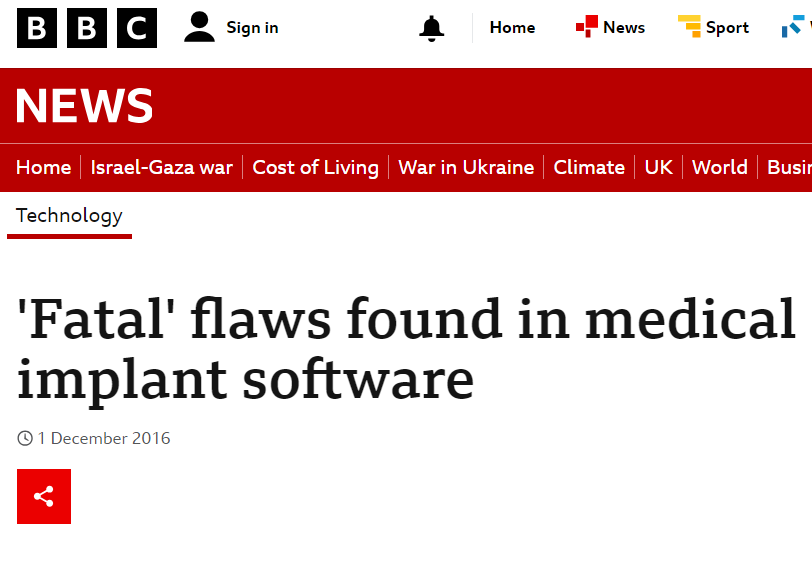 BBC Sign in Home News Sport
NEWS
Home Israel-Gaza war Cost of Living War in Ukraine Climate UK World
Technology
'Fatal' flaws found in medical
implant software
1 December 2016